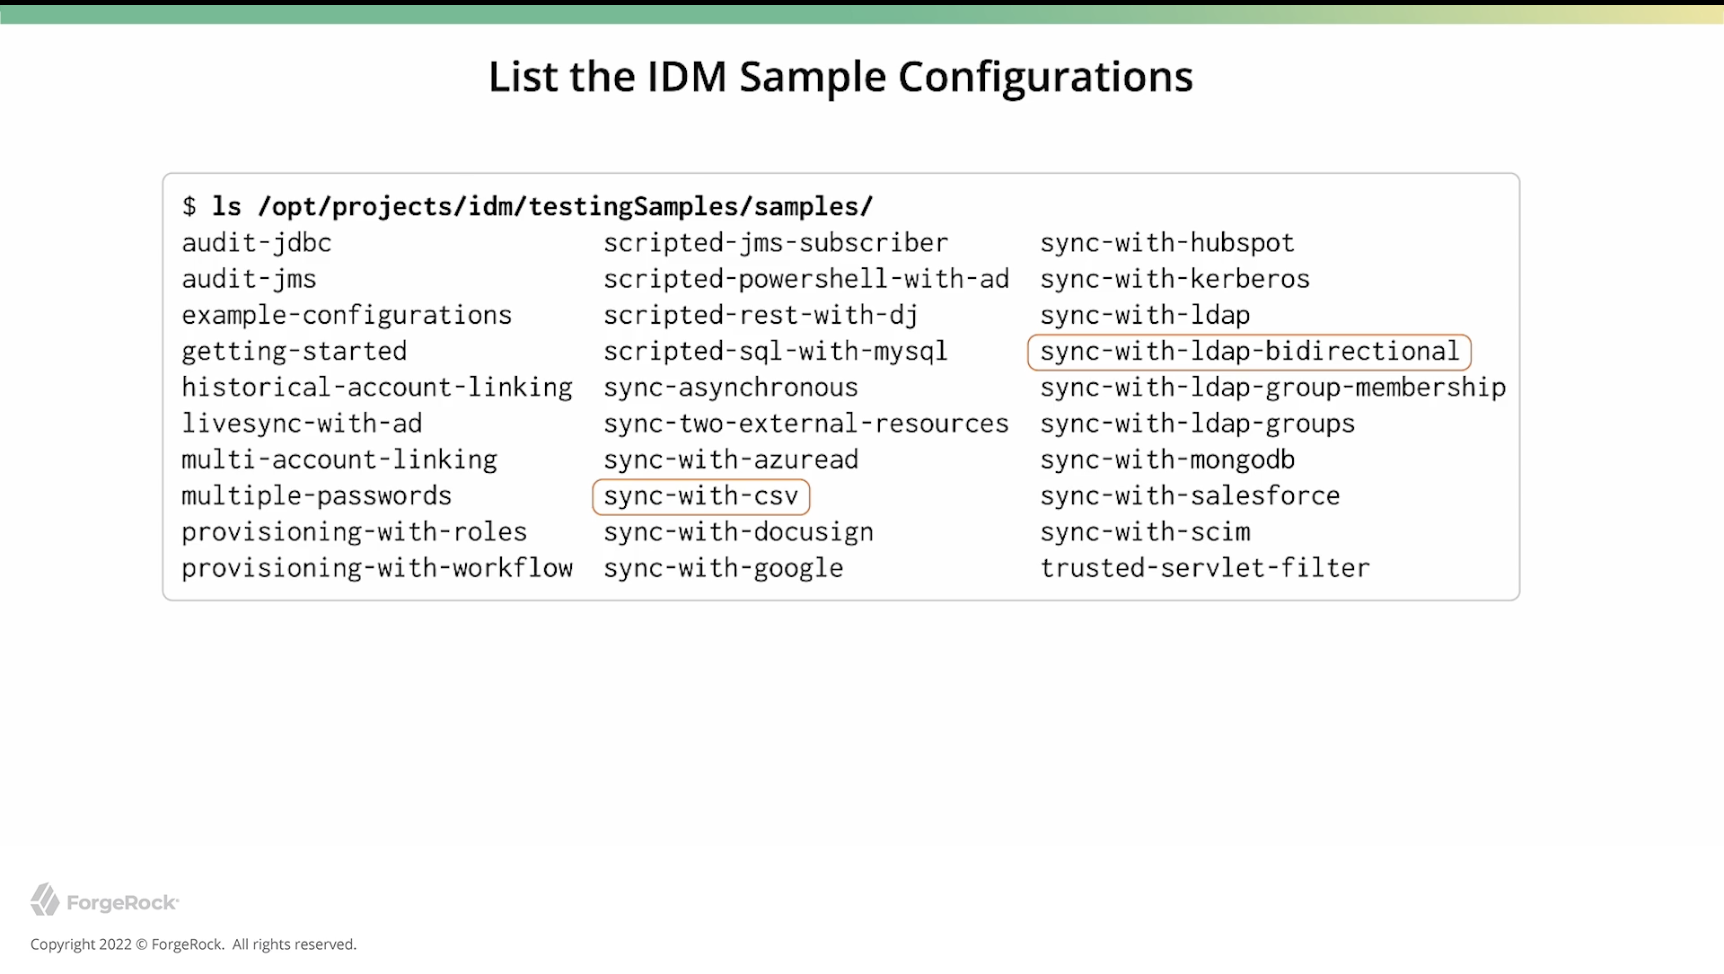 List the IDM Sample Configurations
$ ls /opt/projects/idm/testingSamples/samples/
audit-jdbc scripted-jms-subscriber sync-with-hubspot
audit-jms scripted-powershell-with-ad sync-with-kerberos
example-configurations scripted-rest-with-dj sync-with-ldap
getting-started scripted-sql-with-mysql sync-with-ldap-bidirectional
historical-account-linking sync-asynchronous sync-with-ldap-group-membership
livesync-with-ad sync-two-external-resources sync-with-ldap-groups
multi-account-linking sync-with-azuread sync-with-mongodb
multiple-passwords sync-with-csv sync-with-salesforce
provisioning-with-roles sync-with-docusign sync-with-scim
provisioning-with-workflow sync-with-google trusted-servlet-filter
ForgeRock
Copyright 2022 © ForgeRock. All rights reserved.